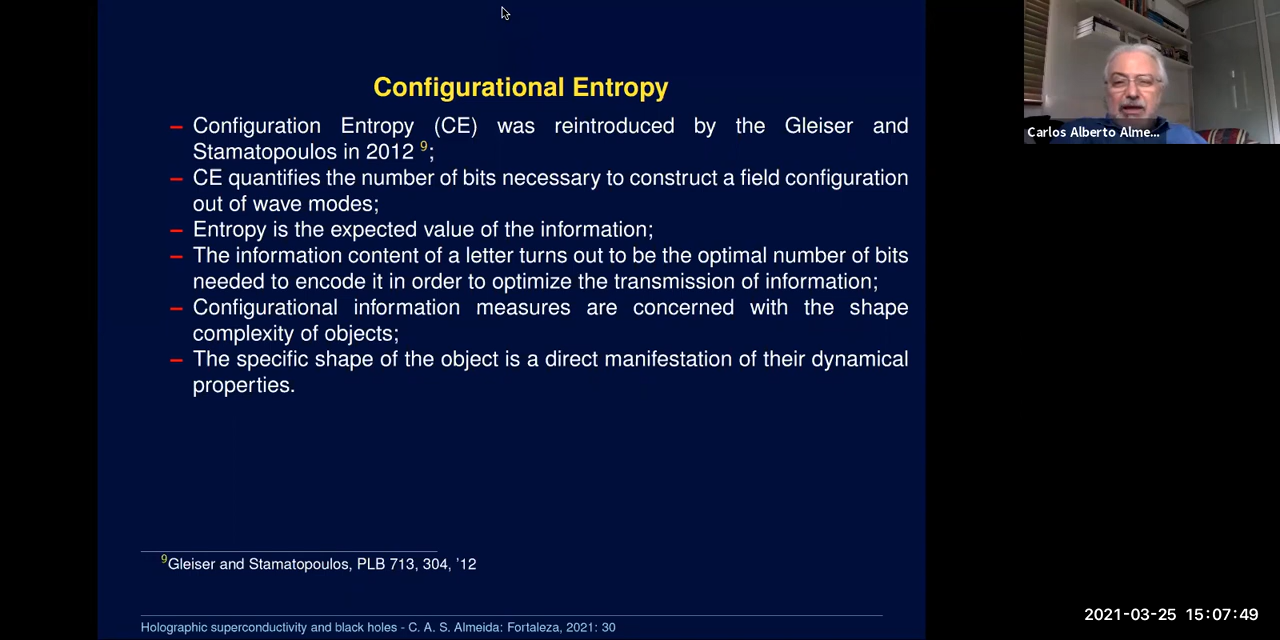 Configurational Entropy
– Configuration Entropy (CE) was reintroduced by the Gleiser and
Stamatopoulos in 2012 9;
– CE quantifies the number of bits necessary to construct a field configuration
out of wave modes;
– Entropy is the expected value of the information;
– The information content of a letter turns out to be the optimal number of bits
needed to encode it in order to optimize the transmission of information;
– Configurational information measures are concerned with the shape
complexity of objects;
– The specific shape of the object is a direct manifestation of their dynamical
properties.
9Gleiser and Stamatopoulos, PLB 713, 304, '12
Holographic superconductivity and black holes - C. A. S. Almeida: Fortaleza, 2021: 30
Carlos Alberto Alme...
2021-03-25 15:07:49